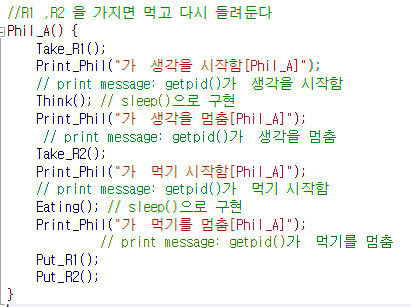 //R1 ,R2 을 가지면 먹고 다시 돌려둔다
Phil_A() {
Take_R1();
Print_Phil("가 생각을 시작함[Phil_A]");
// print message: getpid()가 생각을 시작함
Think(); // sleep()으로 구현
Print_Phil("가 생각을 멈춤[Phil_A]");
// print message: getpid()가 생각을 멈춤
Take_R2();
Print_Phil("가 먹기 시작함[Phil_A]");
// print message: getpid()가 먹기 시작함
Eating(); // sleep()으로 구현
Print_Phil("가 먹기를 멈춤[Phil_A]");
// print message: getpid()가 먹기를 멈춤
Put_R1();
Put_R2();
}